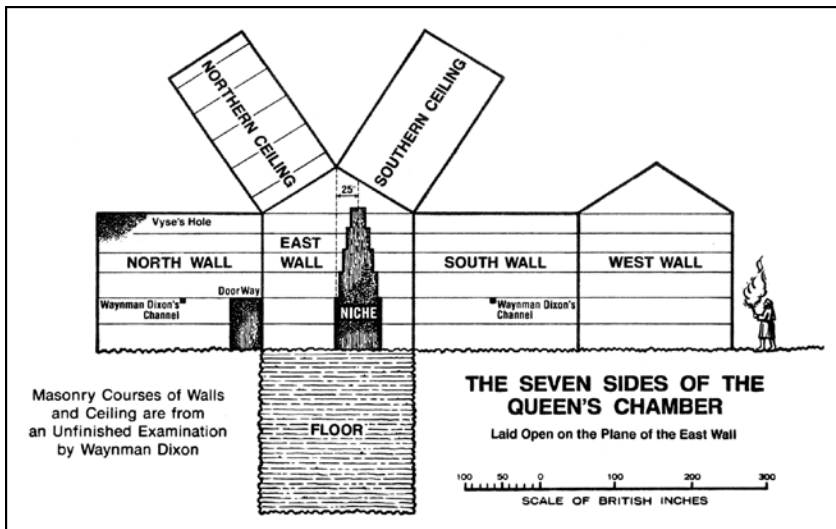 NORTHERN CEILING
SOUTHERN CEILING
25"
Vyse's Hole
EAST
WALL
NORTH WALL
SOUTH WALL
WEST WALL
DoorWay
Waynman Dixon's
Channel
NICHE
Waynman Dixon's
Channel
Masonry Courses of Walls
and Ceiling are from
an Unfinished Examination
by Waynman Dixon
FLOOR
THE SEVEN SIDES OF THE
QUEEN'S CHAMBER
Laid Open on the Plane of the East Wall
100 50 0 100 200 300
SCALE OF BRITISH INCHES